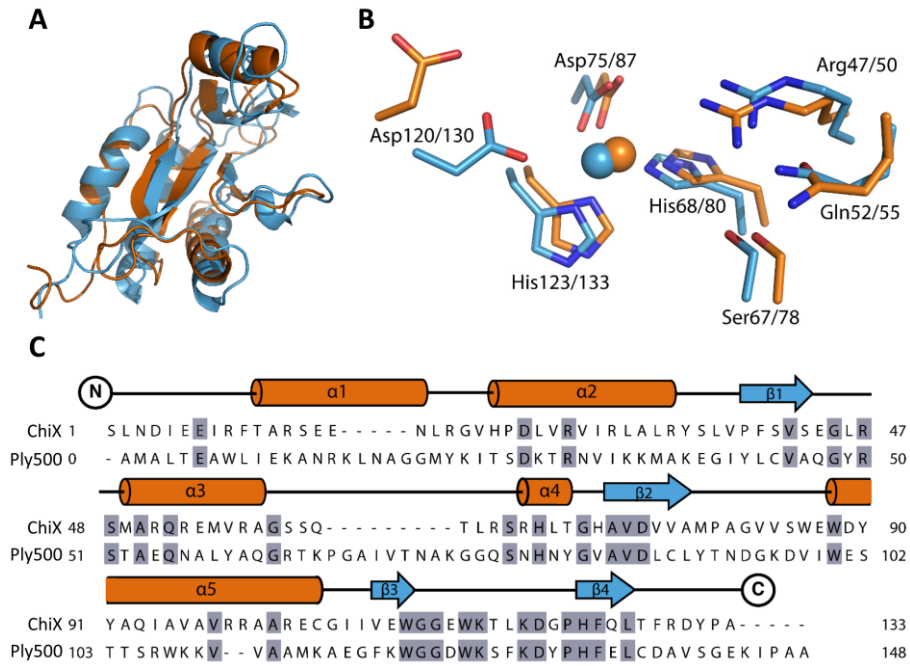 A
B
Asp75/87
Arg47/50
Asp120/130
His68/80
Gln52/55
His123/133
Ser67/78
C
N α1 α2 β1
ChiX 1 S L N D I E E I R F T A R S E E - - - - - N L R G V H P D L V R V I R L A L R Y S L V P F S V S E G L R 47
Ply500 0 - A M A L T E A W L I E K A N R K L N A G G M Y K I T S D K T R N V I K K M A K E G I Y L C V A Q G Y R 50
α3 α4 β2
ChiX 48 S M A R Q R E M V R A G S S Q - - - - - - - - - T L R S R H L T G H A V D V V A M P A G V V S W E W D Y 90
Ply500 51 S T A E Q N A L Y A Q G R T K P G A I V T N A K G G Q S N H N Y G V A V D L C L Y T N D G K D V I W E S 102
α5 β3 β4 C
ChiX 91 Y A Q I A V A V R R A A R E C G I I V E W G G E W K T L K D G P H F Q L T F R D Y P A - - - - - 133
Ply500 103 T T S R W K K V - - V A A M K A E G F K W G G D W K S F K D Y P H F E L C D A V S G E K I P A A 148